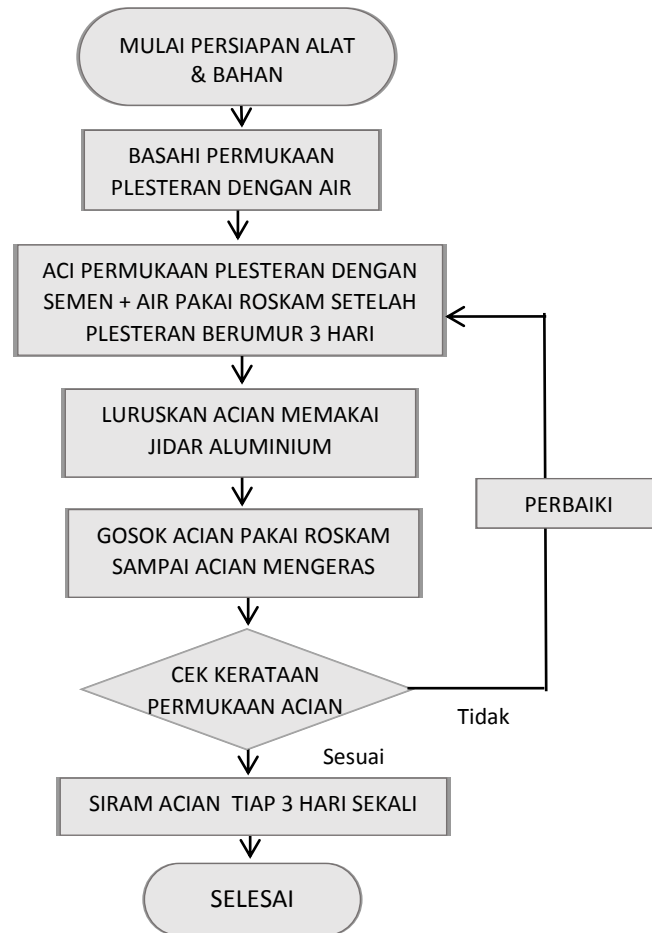 MULAI PERSIAPAN ALAT
& BAHAN
BASAHI PERMUKAAN
PLESTERAN DENGAN AIR
ACI PERMUKAAN PLESTERAN DENGAN
SEMEN + AIR PAKAI ROSKAM SETELAH
PLESTERAN BERUMUR 3 HARI
LURUSKAN ACIAN MEMAKAI
JIDAR ALUMINIUM
PERBAIKI
GOSOK ACIAN PAKAI ROSKAM
SAMPAI ACIAN MENGERAS
CEK KERATAAN
PERMUKAAN ACIAN
Tidak
Sesuai
SIRAM ACIAN TIAP 3 HARI SEKALI
SELESAI